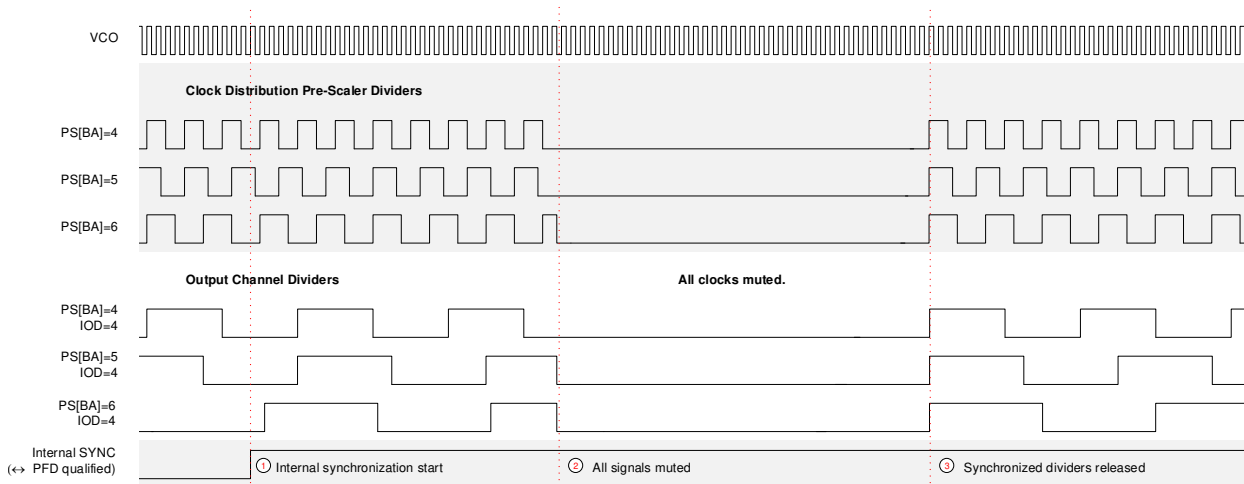 VCO
Clock Distribution Pre-Scaler Dividers
PS[BA]=4
PS[BA]=5
PS[BA]=6
Output Channel Dividers
All clocks muted.
PS[BA]=4
IOD=4
PS[BA]=5
IOD=4
PS[BA]=6
IOD=4
Internal SYNC
(↔ PFD qualified)
1 Internal synchronization start
2 All signals muted
3 Synchronized dividers released